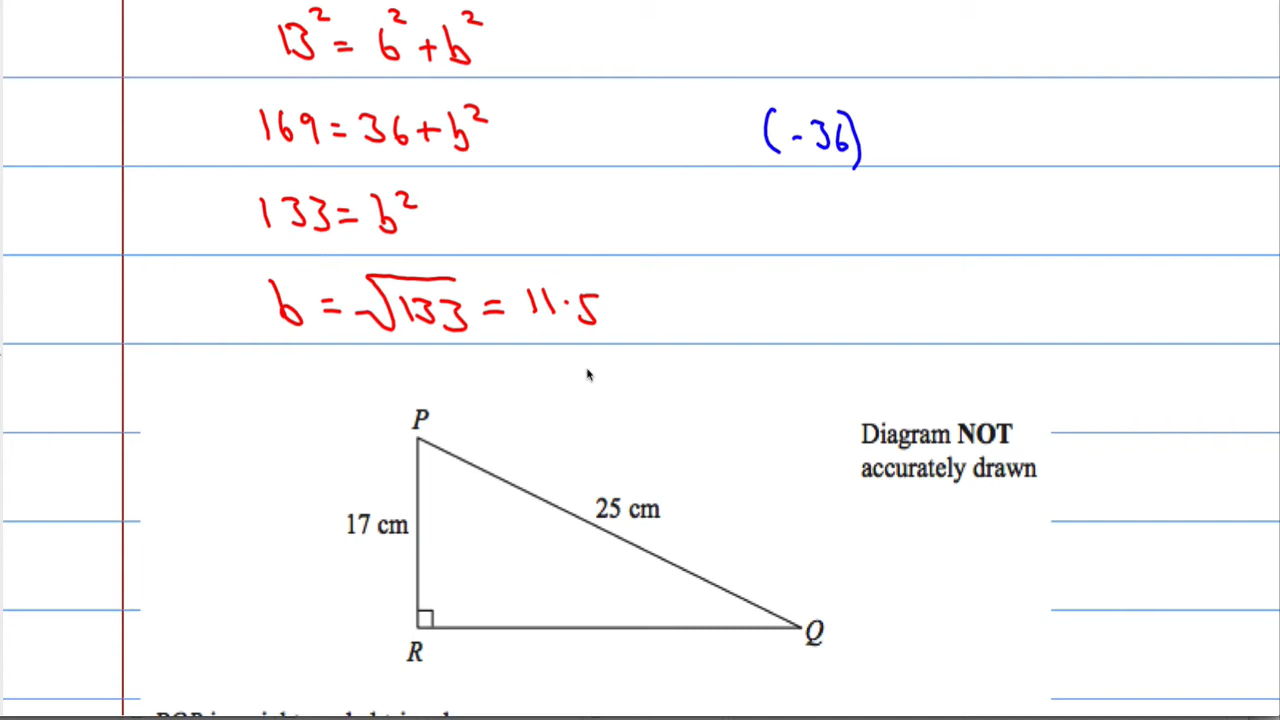 13² = 6² + b²
169 = 36 + b²
(-36)
133 = b²
b = √133 = 11.5
P
Diagram NOT
accurately drawn
25 cm
17 cm
Q
R